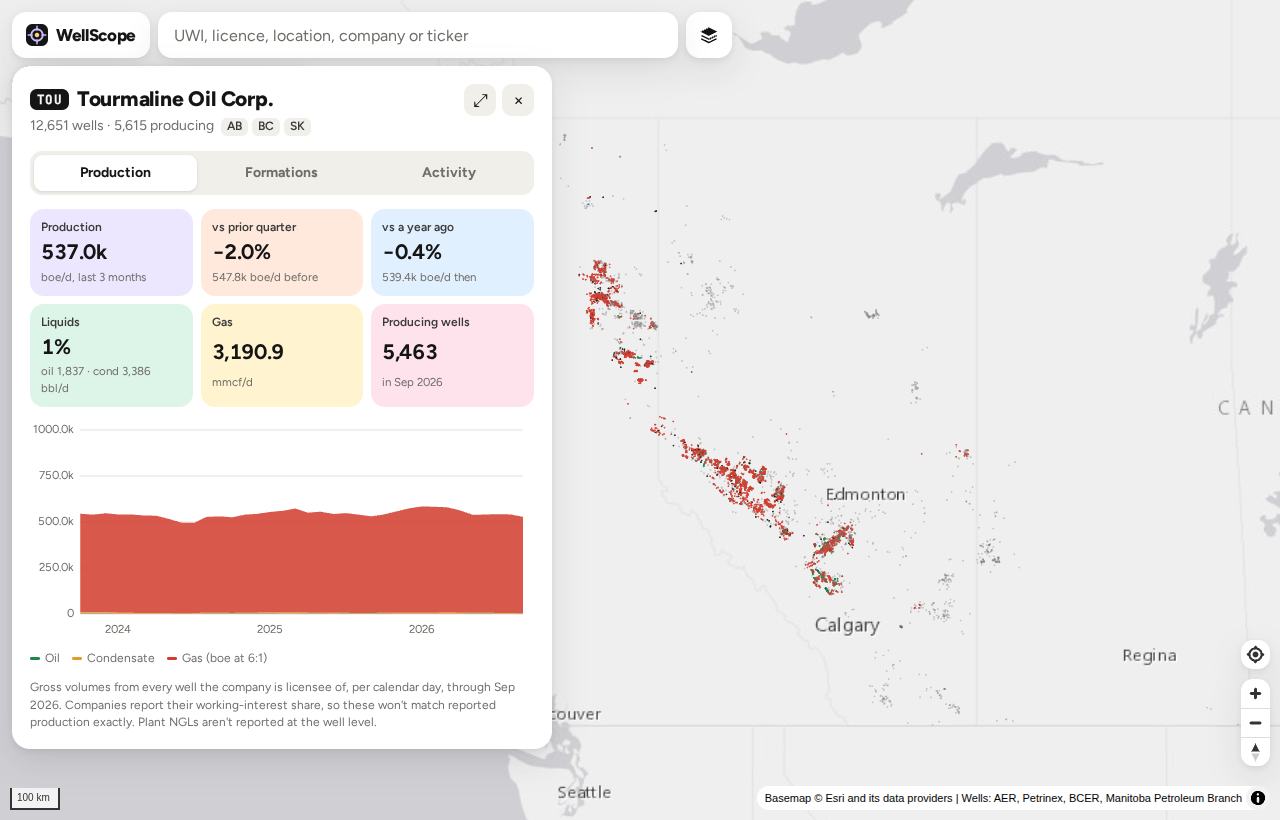 WellScope
UWI, licence, location, company or ticker
TOU Tourmaline Oil Corp.
12,651 wells · 5,615 producing AB BC SK
Production Formations Activity
Production
537.0k
boe/d, last 3 months
vs prior quarter
−2.0%
547.8k boe/d before
vs a year ago
−0.4%
539.4k boe/d then
Liquids
1%
oil 1,837 · cond 3,386
bbl/d
Gas
3,190.9
mmcf/d
Producing wells
5,463
in Sep 2026
1000.0k
750.0k
500.0k
250.0k
0
2024 2025 2026
Oil Condensate Gas (boe at 6:1)
Gross volumes from every well the company is licensee of, per calendar day, through Sep
2026. Companies report their working-interest share, so these won't match reported
production exactly. Plant NGLs aren't reported at the well level.
CAN
Edmonton
Calgary
Regina
couver
Seattle
100 km
Basemap © Esri and its data providers | Wells: AER, Petrinex, BCER, Manitoba Petroleum Branch